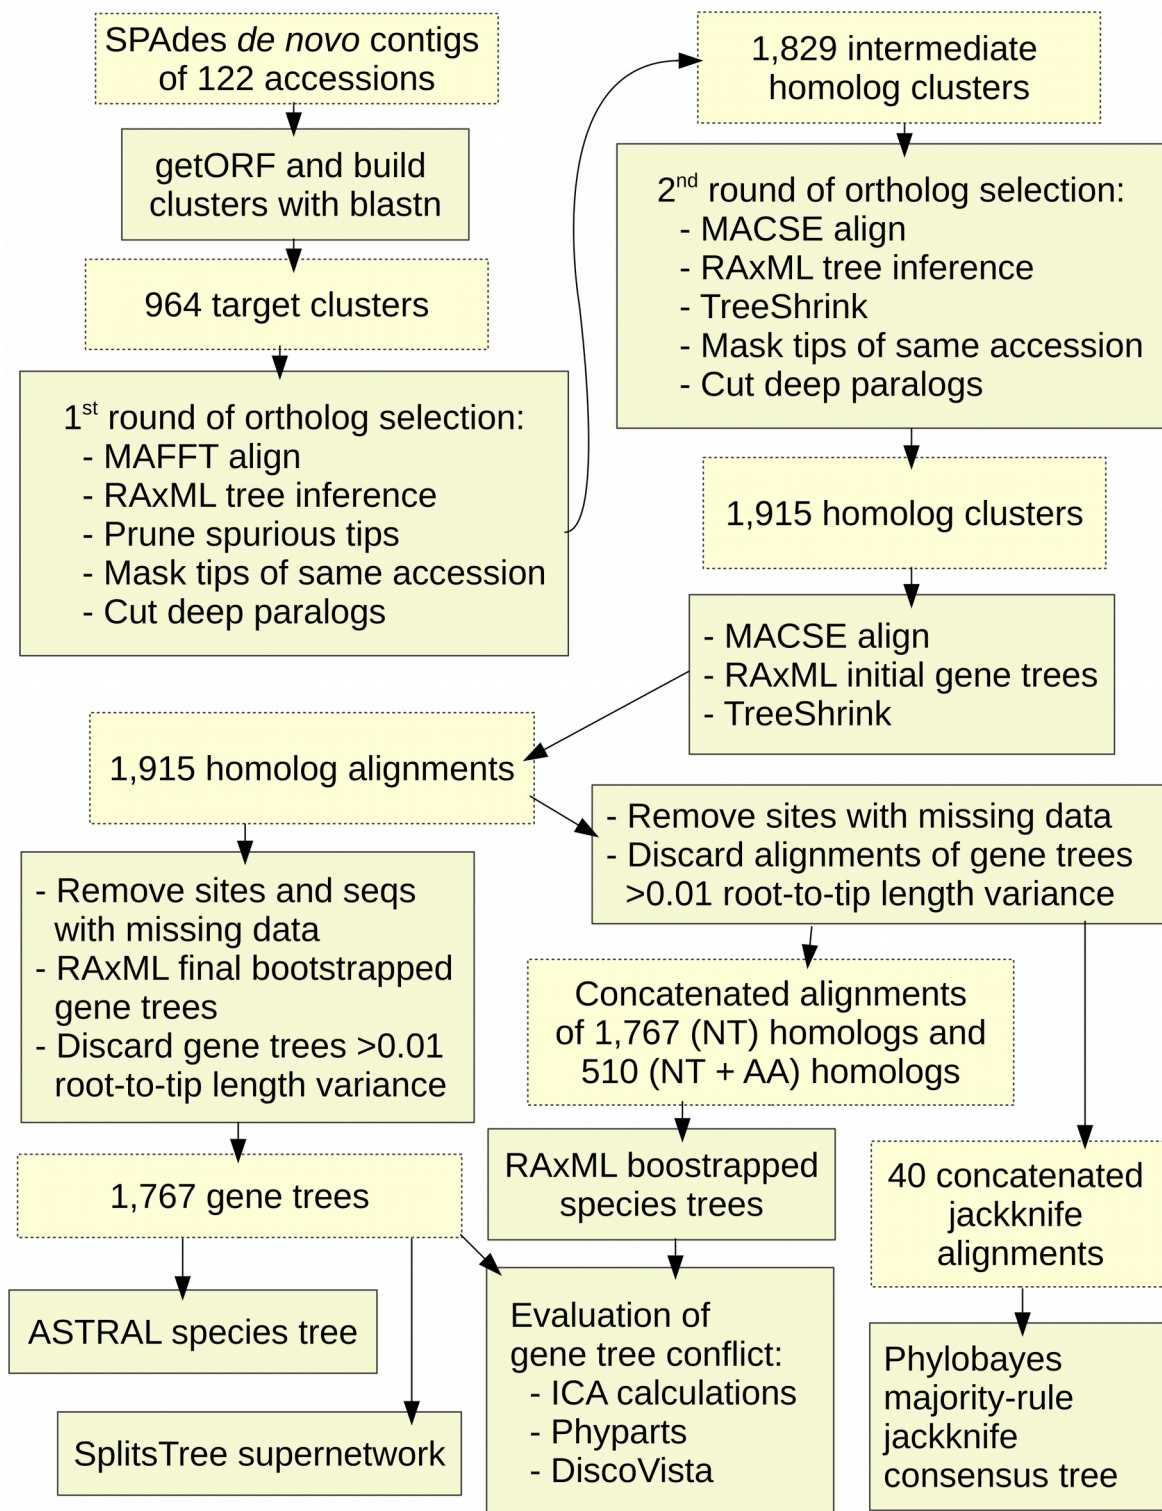 SPAdes de novo contigs
of 122 accessions
getORF and build
clusters with blastn
964 target clusters
1st round of ortholog selection:
- MAFFT align
- RAxML tree inference
- Prune spurious tips
- Mask tips of same accession
- Cut deep paralogs
1,829 intermediate
homolog clusters
2nd round of ortholog selection:
- MACSE align
- RAxML tree inference
- TreeShrink
- Mask tips of same accession
- Cut deep paralogs
1,915 homolog clusters
- MACSE align
- RAxML initial gene trees
- TreeShrink
1,915 homolog alignments
- Remove sites and seqs
with missing data
- RAxML final bootstrapped
gene trees
- Discard gene trees >0.01
root-to-tip length variance
- Remove sites with missing data
- Discard alignments of gene trees
>0.01 root-to-tip length variance
Concatenated alignments
of 1,767 (NT) homologs and
510 (NT + AA) homologs
1,767 gene trees
RAxML boostrapped
species trees
40 concatenated
jackknife
alignments
ASTRAL species tree
SplitsTree supernetwork
Evaluation of
gene tree conflict:
- ICA calculations
- Phyparts
- DiscoVista
Phylobayes
majority-rule
jackknife
consensus tree